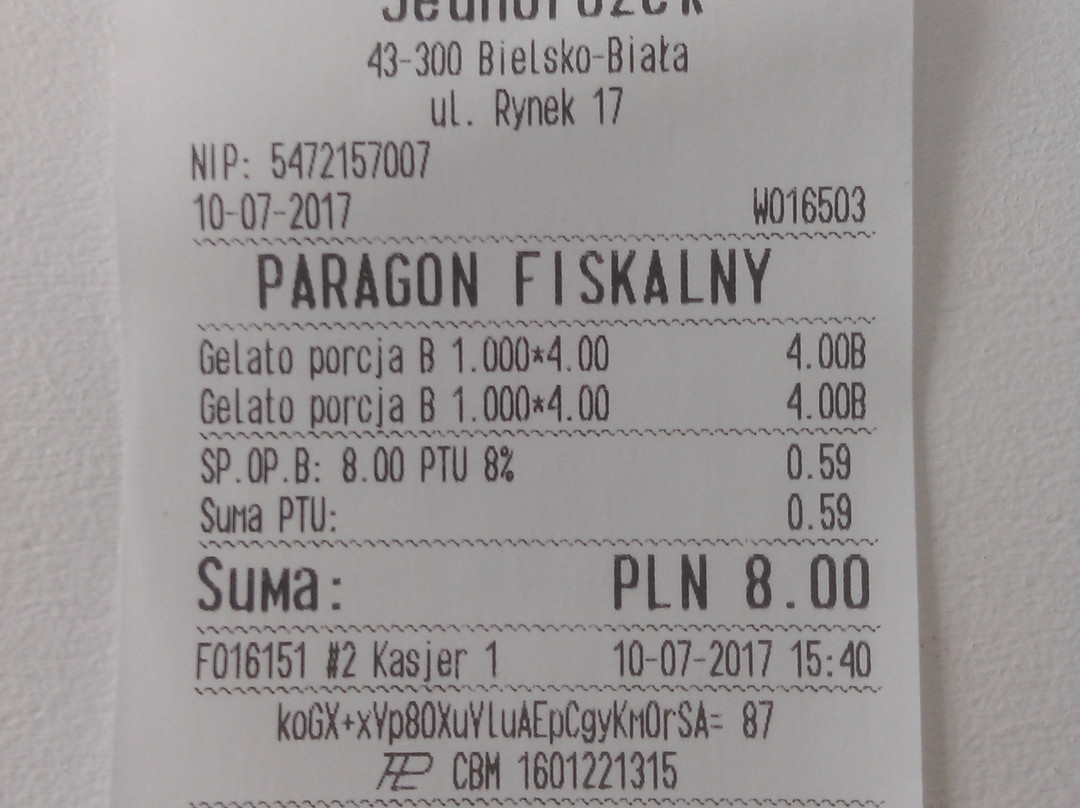 Jednorożek
43-300 Bielsko-Biała
ul. Rynek 17
NIP: 5472157007
10-07-2017 W016503
PARAGON FISKALNY
Gelato porcja B 1.000*4.00 4.00B
Gelato porcja B 1.000*4.00 4.00B
SP.OP.B: 8.00 PTU 8% 0.59
Suma PTU: 0.59
Suma: PLN 8.00
F016151 #2 Kasjer 1 10-07-2017 15:40
koGX+xYp80XuYLuAEpCgyKM0rSA= 87
CBM 1601221315